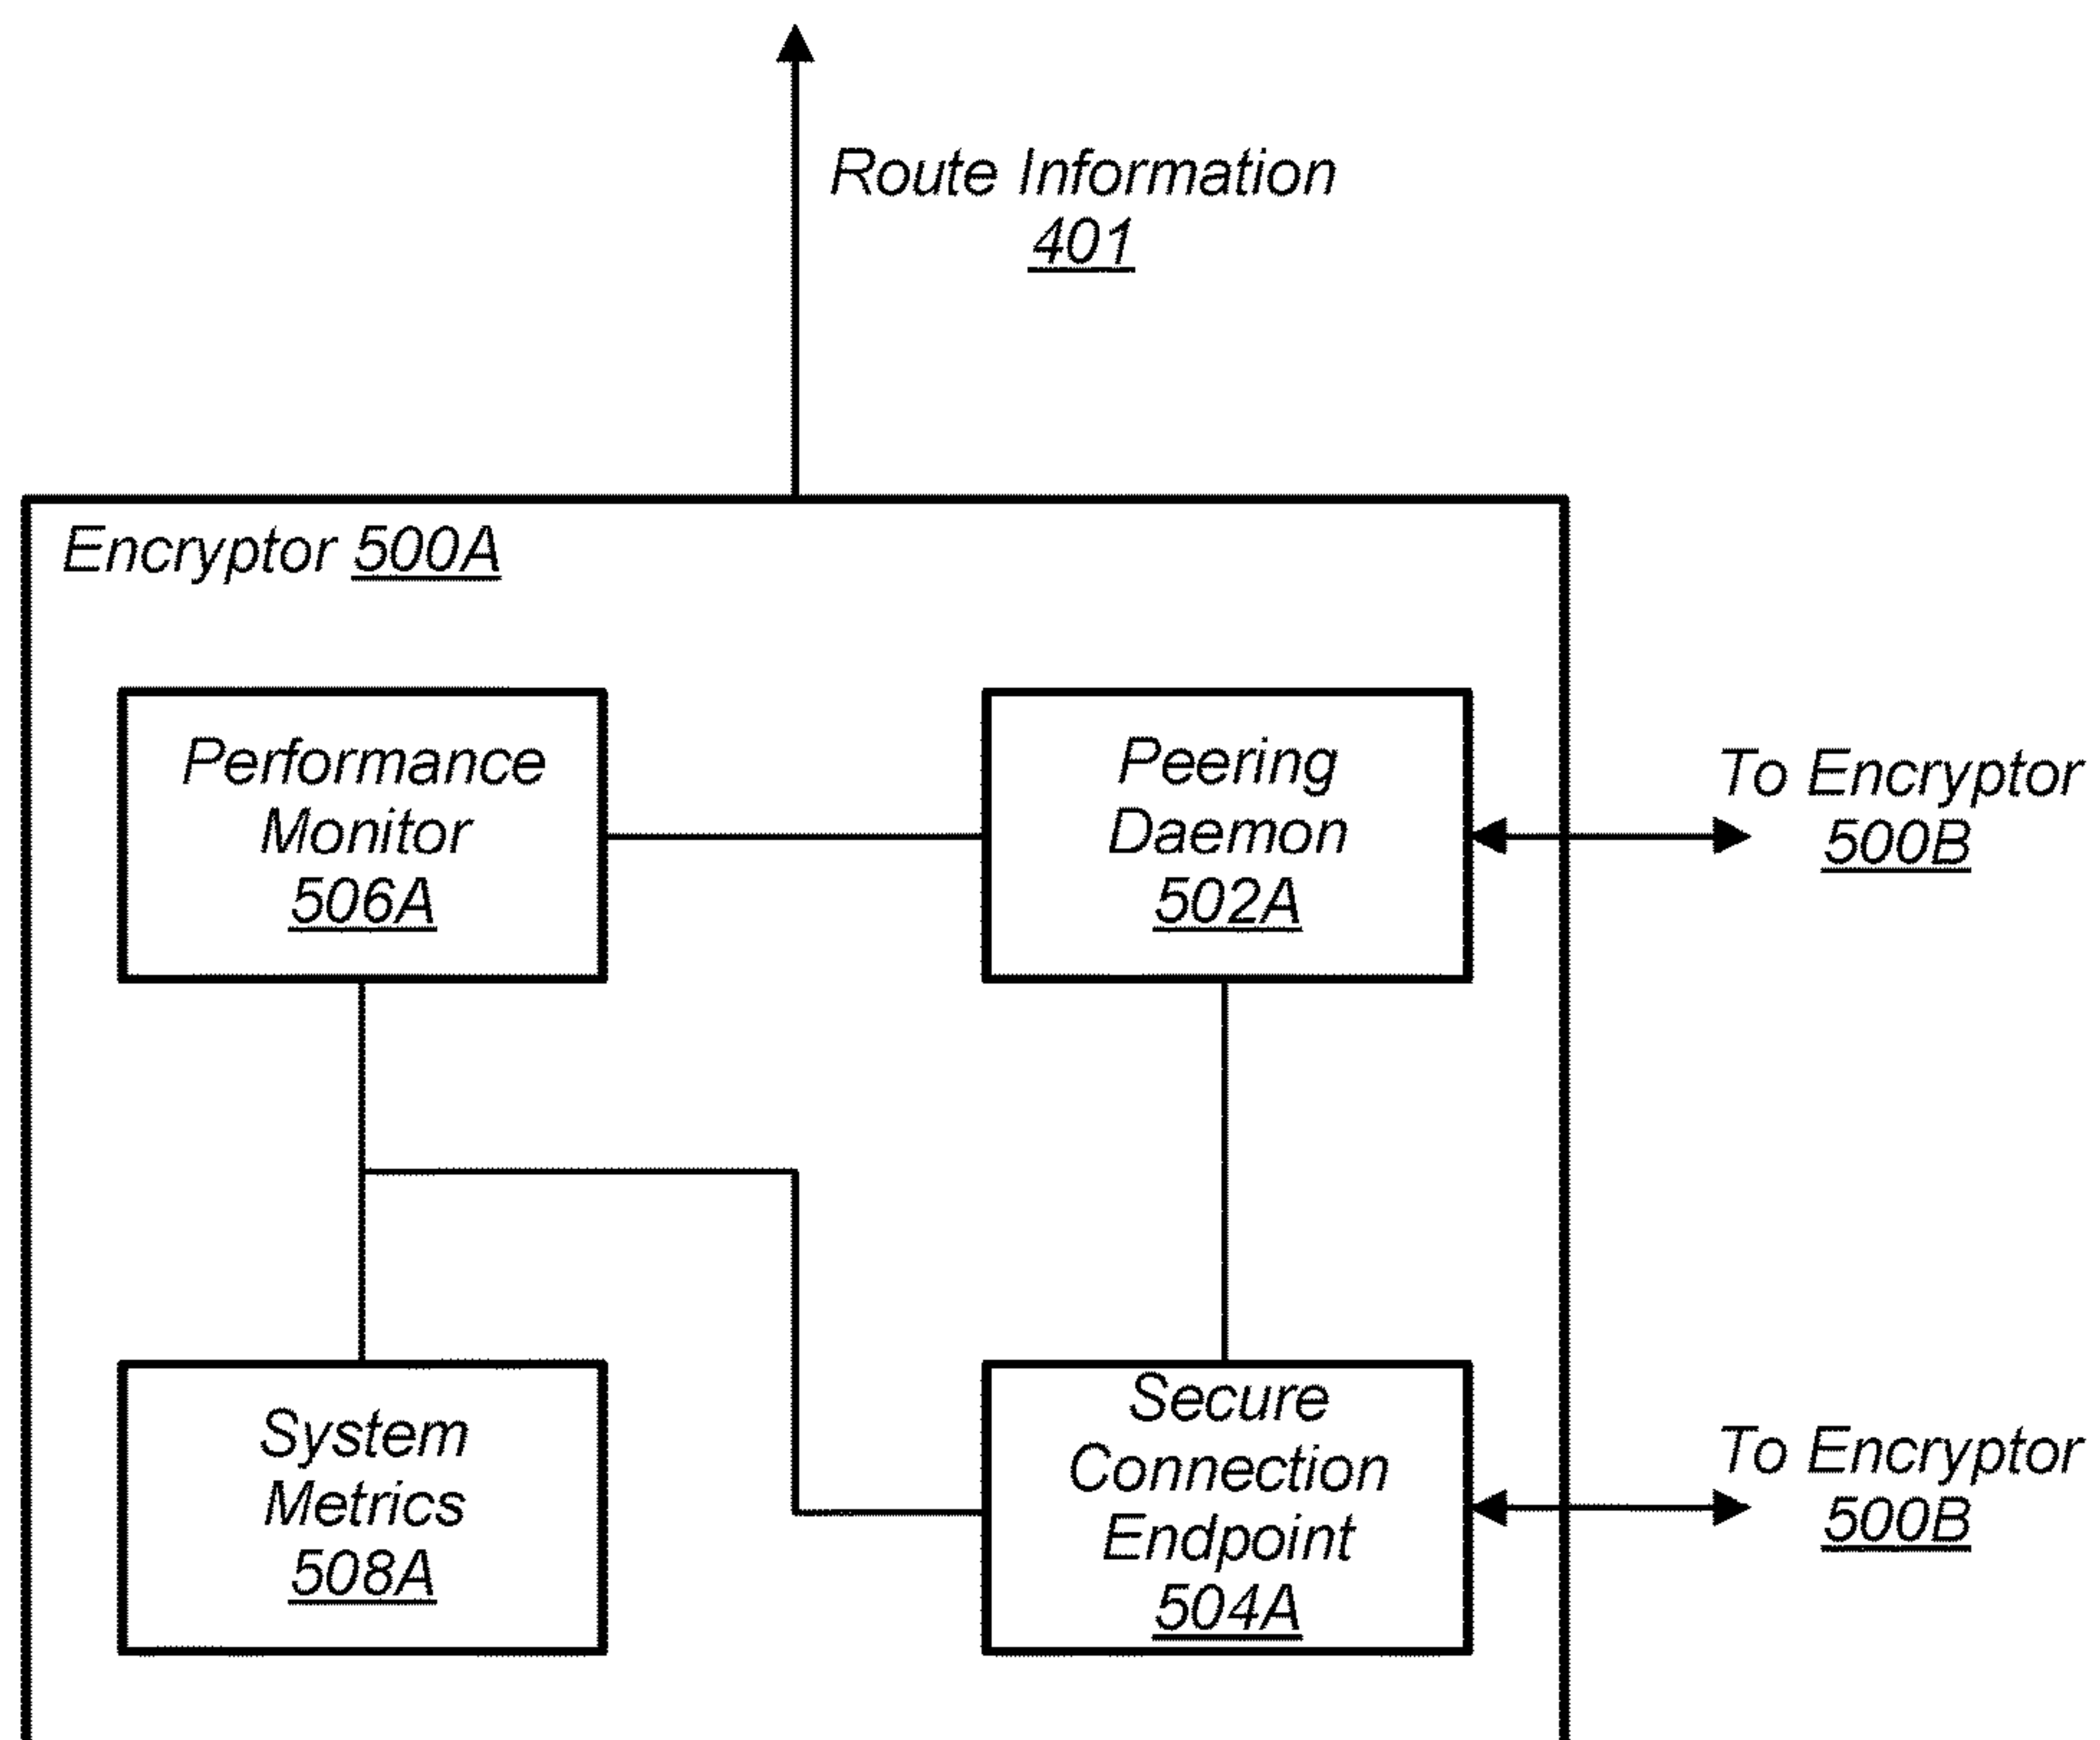 Route Information
401
Encryptor 500A
Performance
Monitor
506A
Peering
Daemon
502A
To Encryptor
500B
System
Metrics
508A
Secure
Connection
Endpoint
504A
To Encryptor
500B